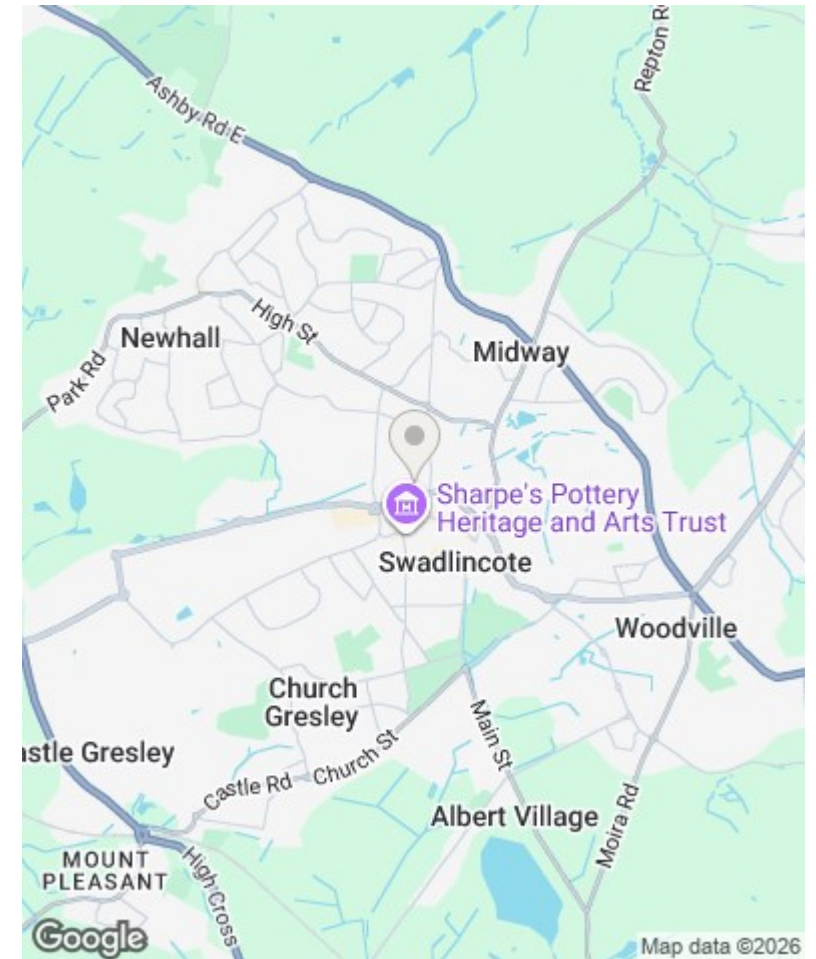 Repton R
Ashby Rd E
High St
Newhall
Midway
Park Rd
Sharpe's Pottery
Heritage and Arts Trust
Swadlincote
Woodville
Church
Gresley
Main St
Church St
astle Gresley
Castle Rd
Albert Village
Moira Rd
MOUNT
PLEASANT
High Cross
Google
Map data ©2026